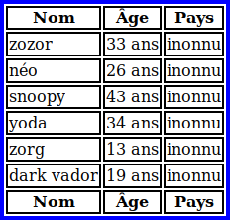 Nom Âge Pays
zozor 33 ans inonnu
néo 26 ans inonnu
snoopy 43 ans inonnu
yoda 34 ans inonnu
zorg 13 ans inonnu
dark vador 19 ans inonnu
Nom Âge Pays